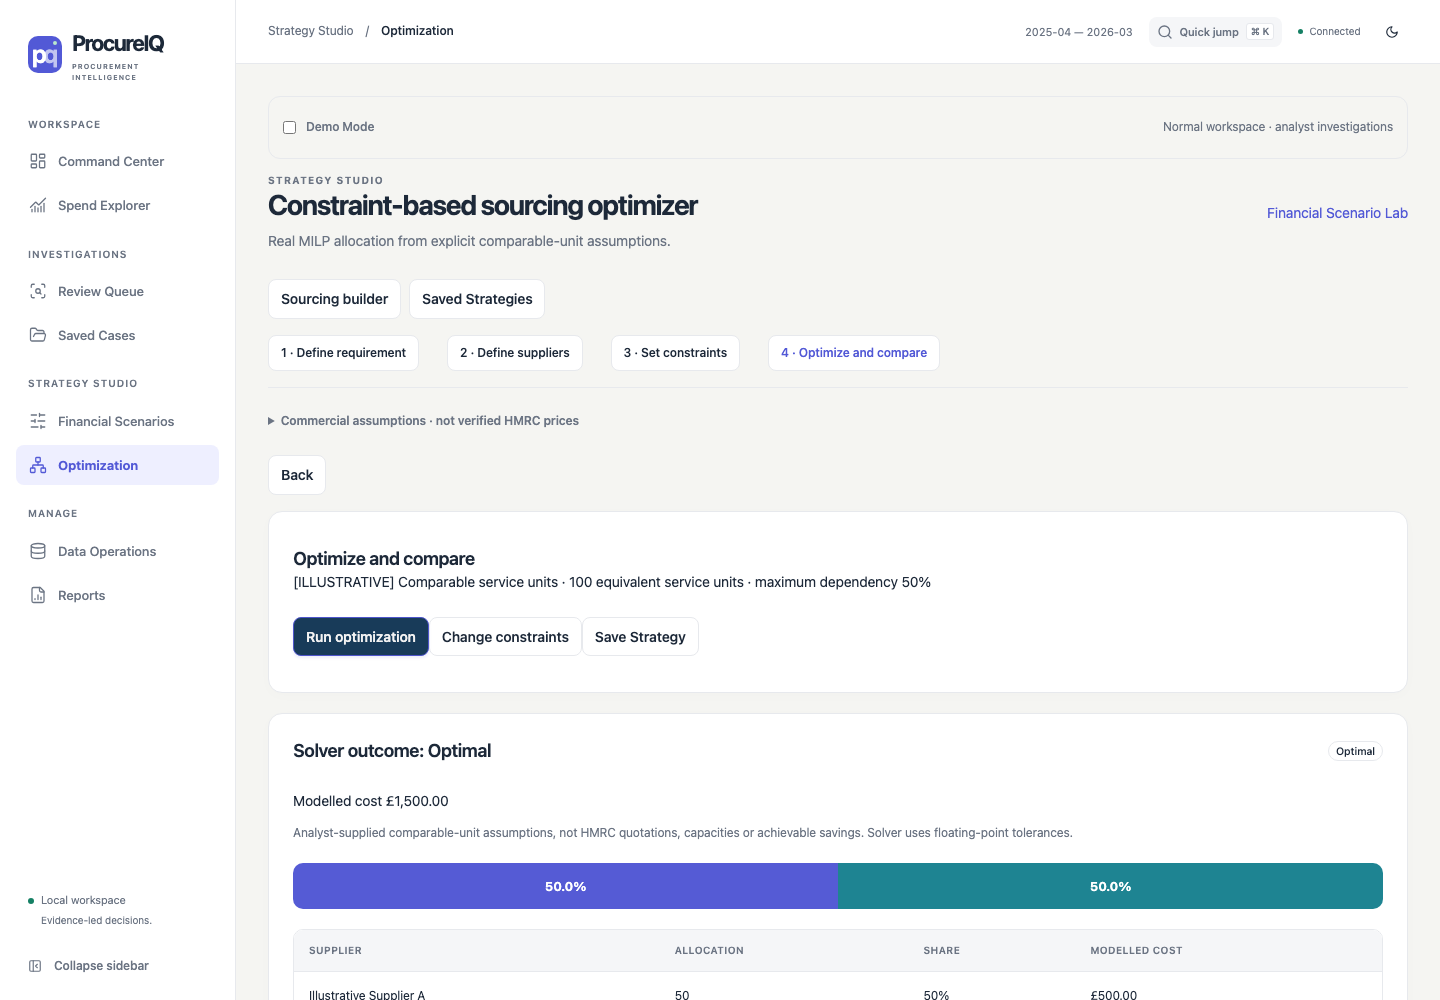 pq ProcureIQ
PROCUREMENT
INTELLIGENCE
WORKSPACE
Command Center
Spend Explorer
INVESTIGATIONS
Review Queue
Saved Cases
STRATEGY STUDIO
Financial Scenarios
Optimization
MANAGE
Data Operations
Reports
Local workspace
Evidence-led decisions.
Collapse sidebar
Strategy Studio / Optimization
2025-04 — 2026-03
Quick jump ⌘ K
Connected
Demo Mode
Normal workspace · analyst investigations
STRATEGY STUDIO
Constraint-based sourcing optimizer
Financial Scenario Lab
Real MILP allocation from explicit comparable-unit assumptions.
Sourcing builder Saved Strategies
1 · Define requirement 2 · Define suppliers 3 · Set constraints 4 · Optimize and compare
Commercial assumptions · not verified HMRC prices
Back
Optimize and compare
[ILLUSTRATIVE] Comparable service units · 100 equivalent service units · maximum dependency 50%
Run optimization Change constraints Save Strategy
Solver outcome: Optimal
Optimal
Modelled cost £1,500.00
Analyst-supplied comparable-unit assumptions, not HMRC quotations, capacities or achievable savings. Solver uses floating-point tolerances.
50.0% 50.0%
SUPPLIER ALLOCATION SHARE MODELLED COST
Illustrative Supplier A 50 50% £500.00